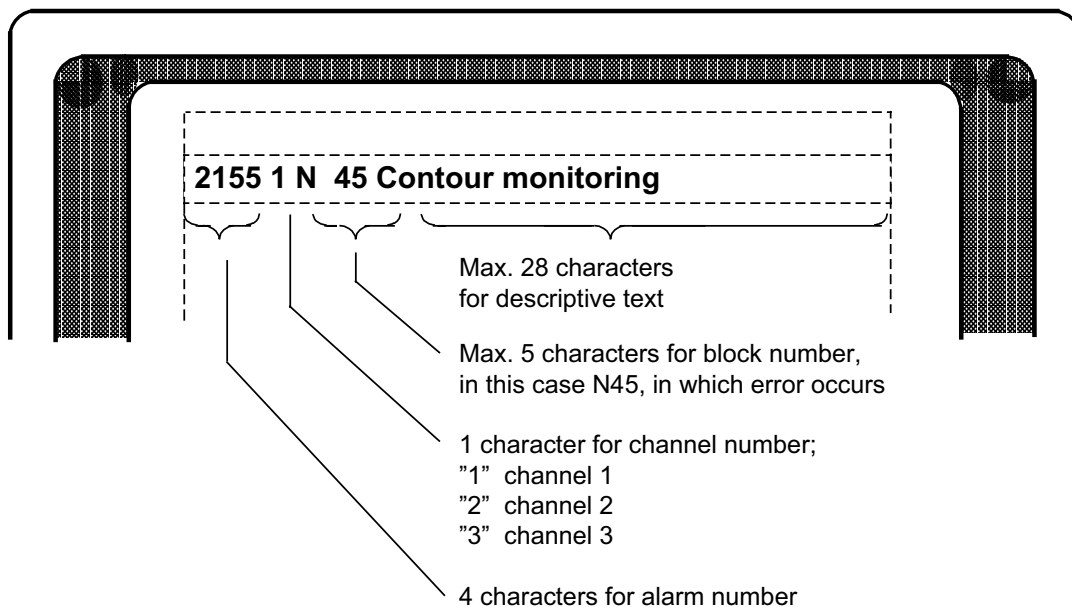 2155 1 N  45 Contour monitoring
Max. 28 characters
for descriptive text
Max. 5 characters for block number,
in this case N45, in which error occurs
1 character for channel number;
”1”  channel 1
”2”  channel 2
”3”  channel 3
4 characters for alarm number